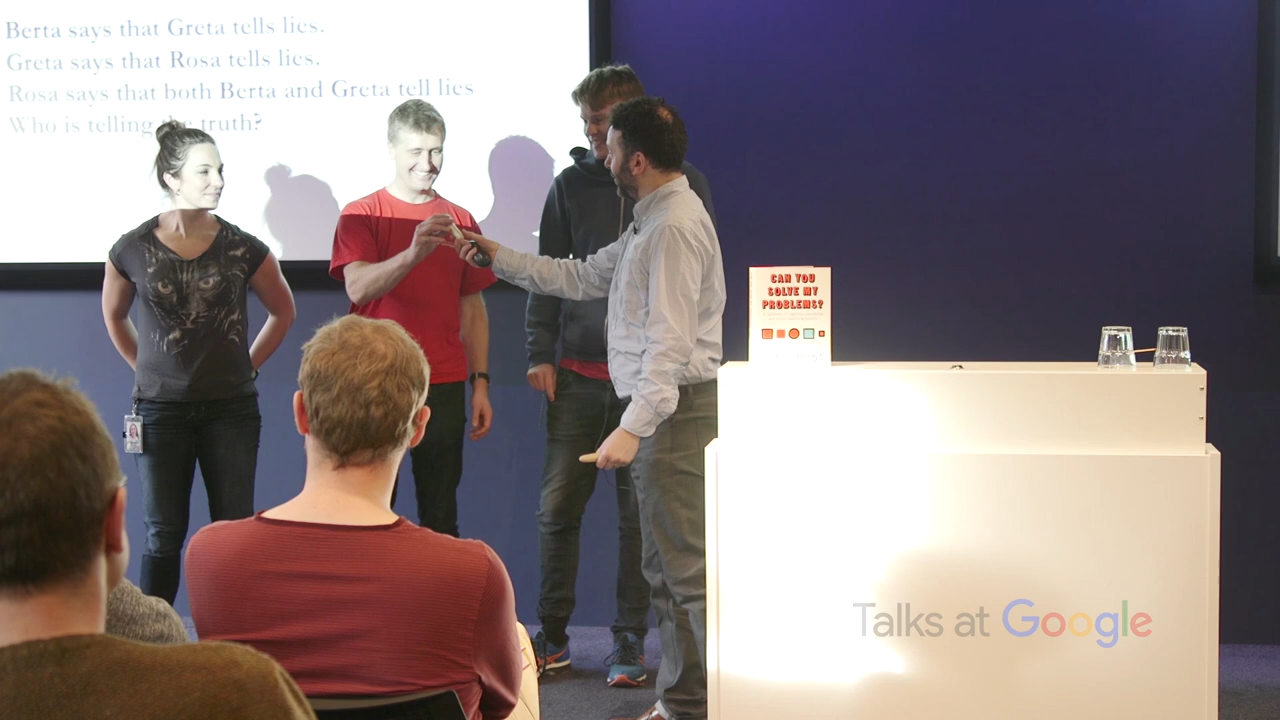 Berta says that Greta tells lies.
Greta says that Rosa tells lies.
Rosa says that both Berta and Greta tell lies
Who is telling the truth?
CAN YOU
SOLVE MY
PROBLEMS?
Talks at Google